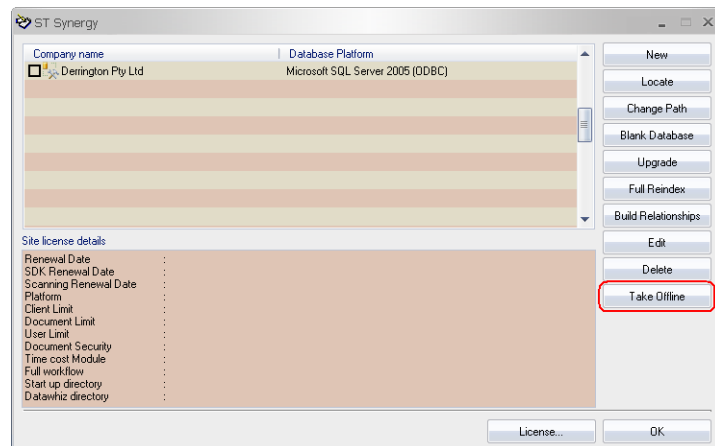 ST Synergy
Company name Database Platform
Derrington Pty Ltd Microsoft SQL Server 2005 (ODBC)
New
Locate
Change Path
Blank Database
Upgrade
Full Reindex
Build Relationships
Edit
Delete
Take Offline
Site license details
Renewal Date :
SDK Renewal Date :
Scanning Renewal Date :
Platform :
Client Limit :
Document Limit :
User Limit :
Document Security :
Time cost Module :
Full workflow :
Start up directory :
Datawhiz directory :
License... OK